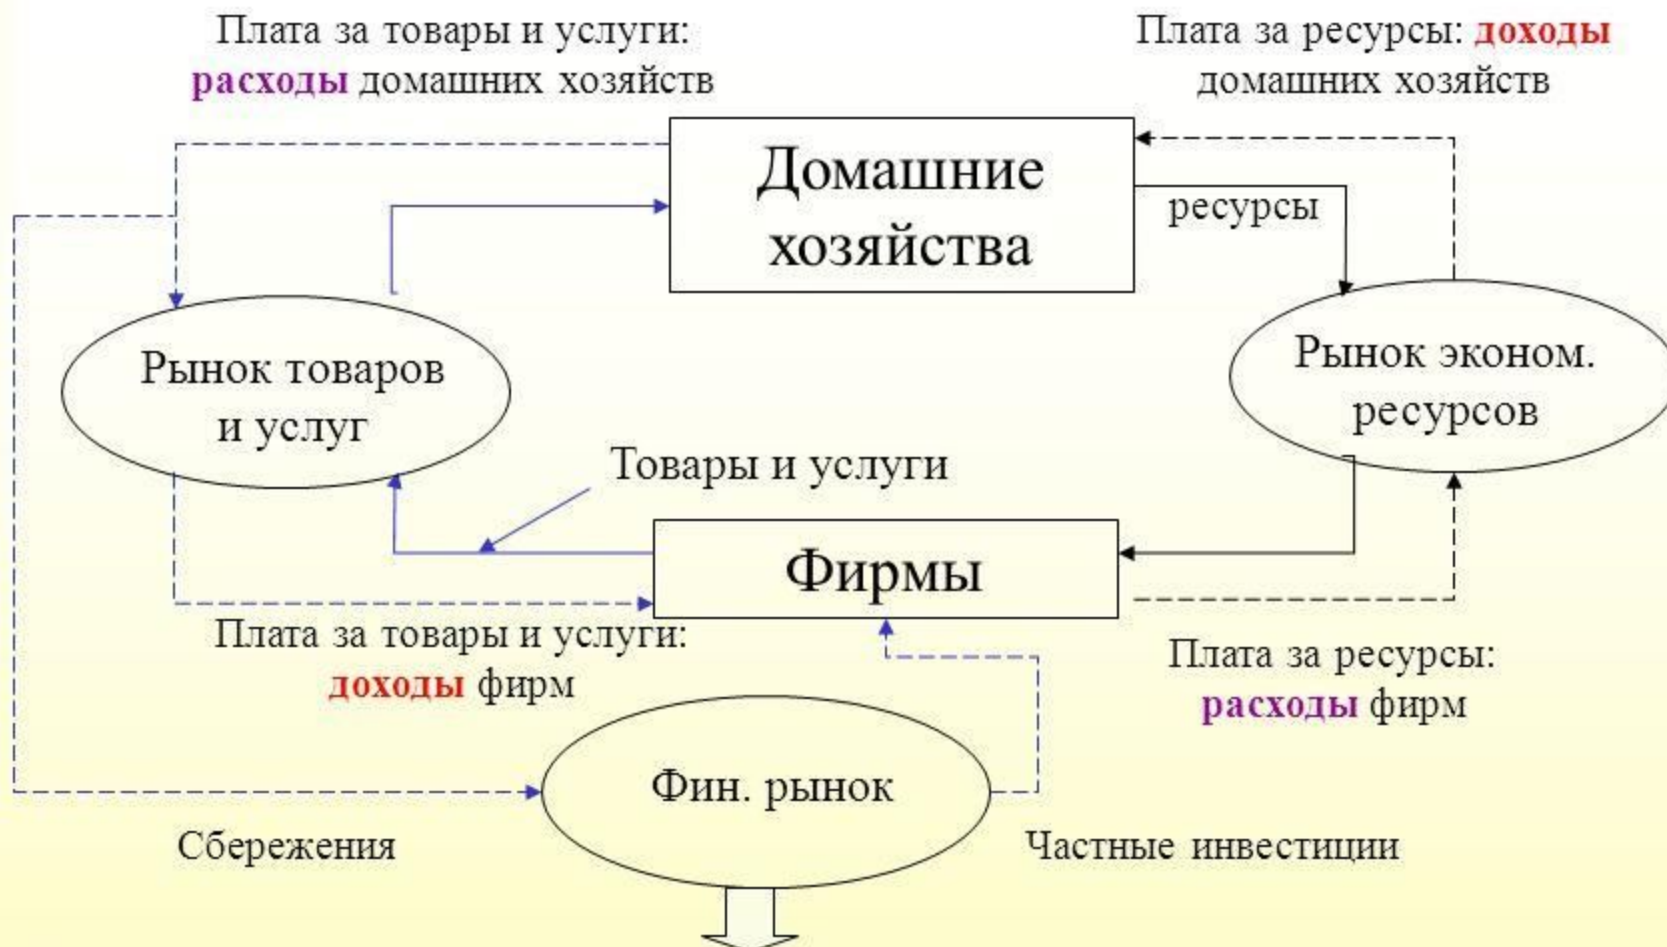 Плата за товары и услуги:
расходы домашних хозяйств
Плата за ресурсы: доходы
домашних хозяйств
Домашние
хозяйства
ресурсы
Рынок товаров
и услуг
Рынок эконом.
ресурсов
Товары и услуги
Фирмы
Плата за товары и услуги:
доходы фирм
Плата за ресурсы:
расходы фирм
Фин. рынок
Сбережения
Частные инвестиции